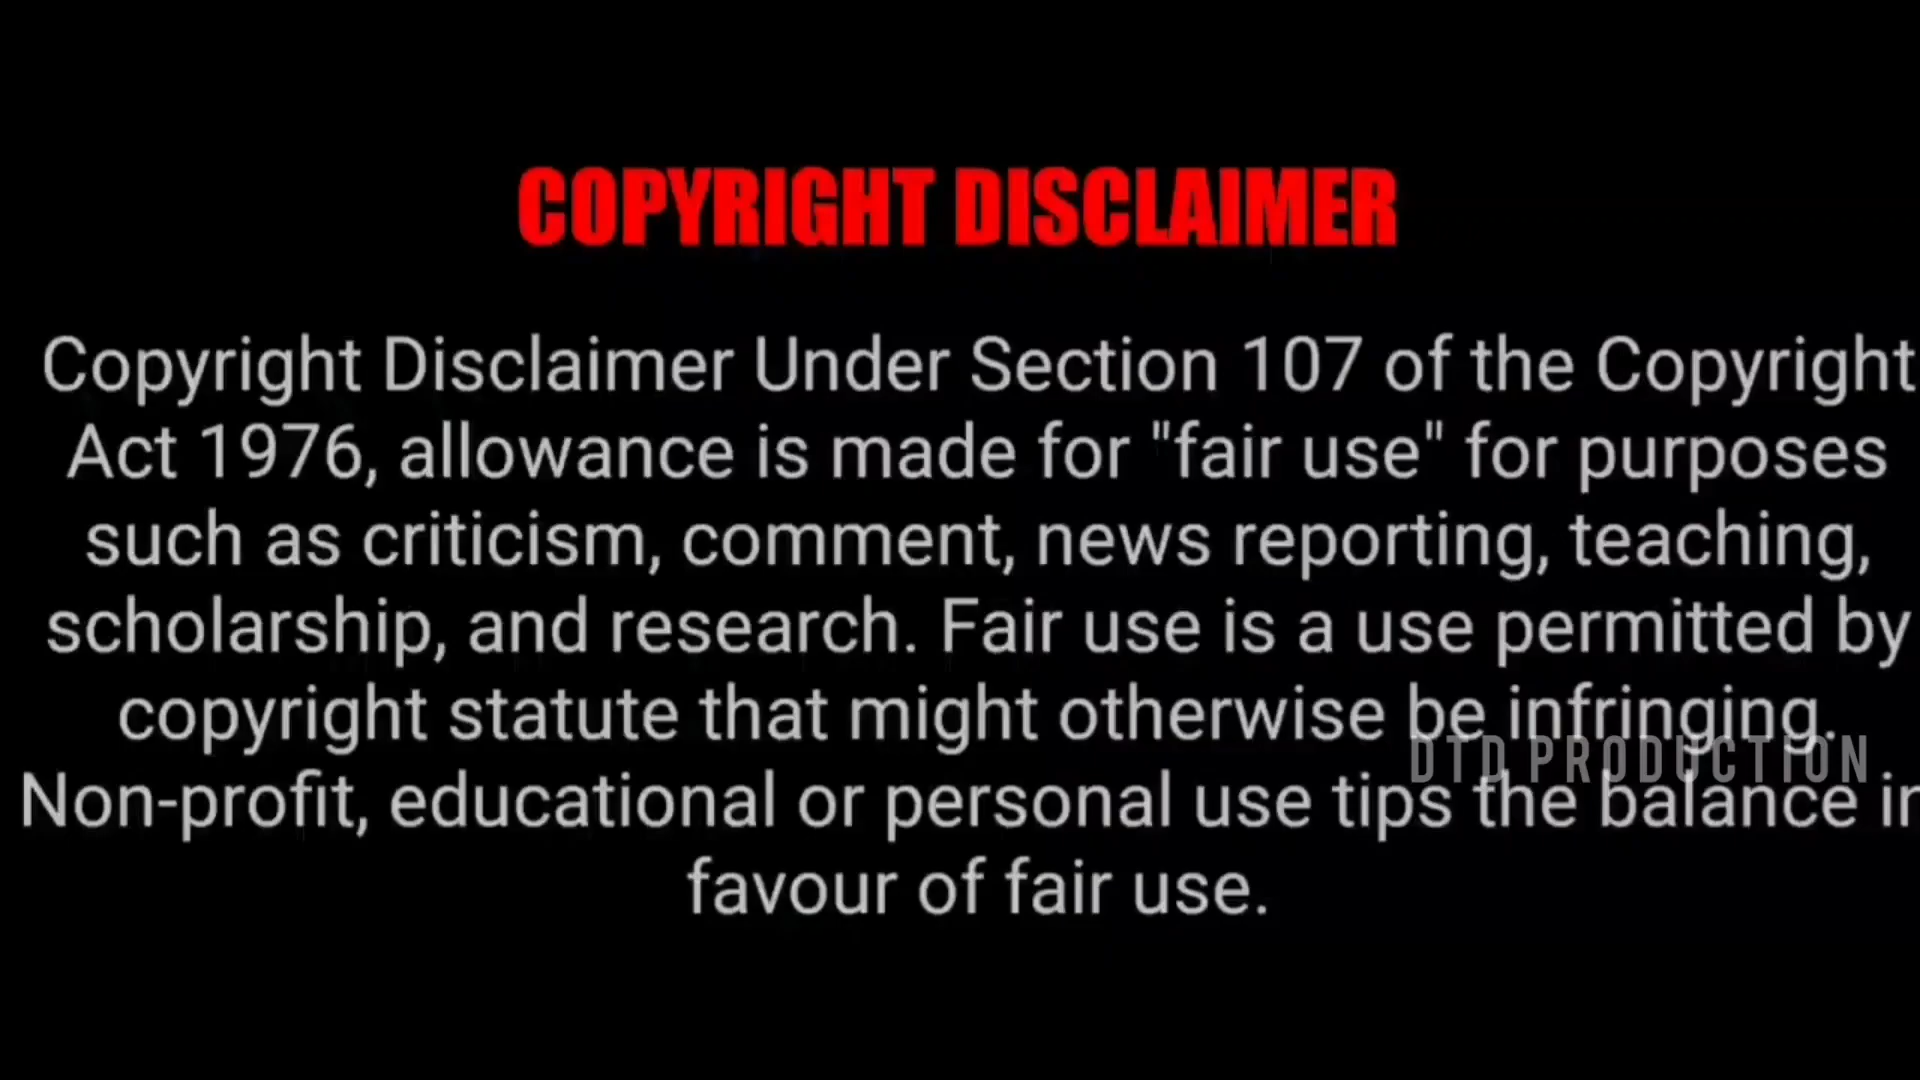 COPYRIGHT DISCLAIMER
Copyright Disclaimer Under Section 107 of the Copyright
Act 1976, allowance is made for "fair use" for purposes
such as criticism, comment, news reporting, teaching,
scholarship, and research. Fair use is a use permitted by
copyright statute that might otherwise be infringing.
DTD PRODUCTION
Non-profit, educational or personal use tips the balance in
favour of fair use.